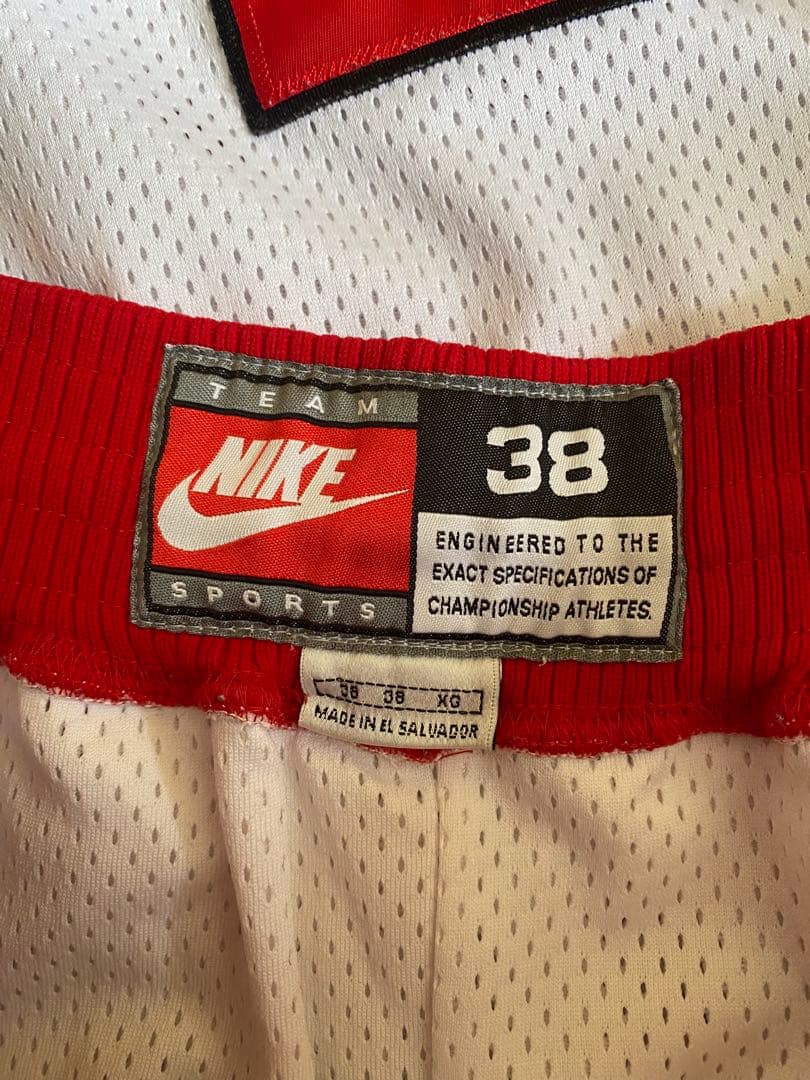 TEAM
NIKE
SPORTS
38
ENGINEERED TO THE
EXACT SPECIFICATIONS OF
CHAMPIONSHIP ATHLETES.
38 38 XG
MADE IN EL SALVADOR